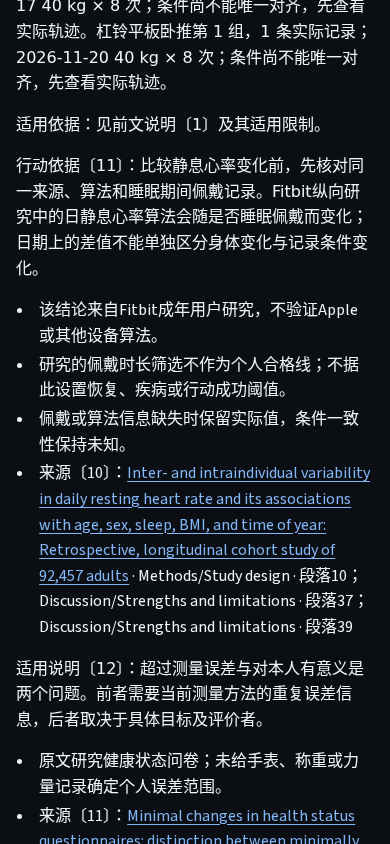 17 40 kg × 8 次；条件尚不能唯一对齐，先查看
实际轨迹。杠铃平板卧推第 1 组，1 条实际记录；
2026-11-20 40 kg × 8 次；条件尚不能唯一对
齐，先查看实际轨迹。
适用依据：见前文说明〔1〕及其适用限制。
行动依据〔11〕：比较静息心率变化前，先核对同
一来源、算法和睡眠期间佩戴记录。Fitbit纵向研
究中的日静息心率算法会随是否睡眠佩戴而变化；
日期上的差值不能单独区分身体变化与记录条件变
化。
• 该结论来自Fitbit成年用户研究，不验证Apple
或其他设备算法。
• 研究的佩戴时长筛选不作为个人合格线；不据
此设置恢复、疾病或行动成功阈值。
• 佩戴或算法信息缺失时保留实际值，条件一致
性保持未知。
• 来源〔10〕：Inter- and intraindividual variability
in daily resting heart rate and its associations
with age, sex, sleep, BMI, and time of year:
Retrospective, longitudinal cohort study of
92,457 adults · Methods/Study design · 段落10；
Discussion/Strengths and limitations · 段落37；
Discussion/Strengths and limitations · 段落39
适用说明〔12〕：超过测量误差与对本人有意义是
两个问题。前者需要当前测量方法的重复误差信
息，后者取决于具体目标及评价者。
• 原文研究健康状态问卷；未给手表、称重或力
量记录确定个人误差范围。
• 来源〔11〕：Minimal changes in health status
questionnaires: distinction between minimally